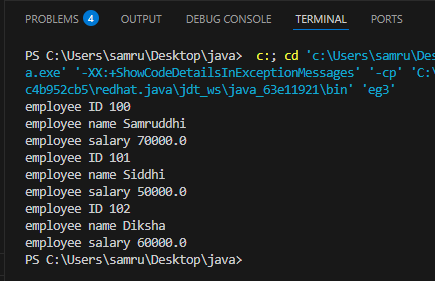 PROBLEMS 4 OUTPUT DEBUG CONSOLE TERMINAL PORTS
PS C:\Users\samru\Desktop\java> c:; cd 'c:\Users\samru\Des
a.exe' '-XX:+ShowCodeDetailsInExceptionMessages' '-cp' 'C:\
c4b952cb5\redhat.java\jdt_ws\java_63e11921\bin' 'eg3'
employee ID 100
employee name Samruddhi
employee salary 70000.0
employee ID 101
employee name Siddhi
employee salary 50000.0
employee ID 102
employee name Diksha
employee salary 60000.0
PS C:\Users\samru\Desktop\java>